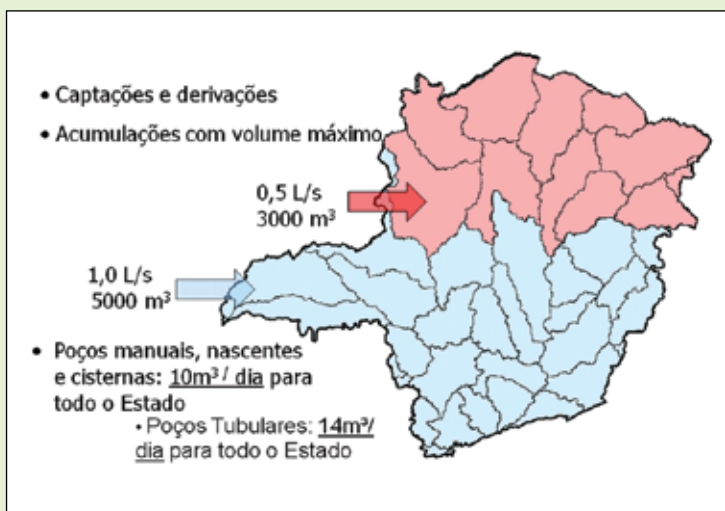 • Captações e derivações
• Acumulações com volume máximo
0,5 L/s
3000 m³
1,0 L/s
5000 m³
• Poços manuais, nascentes
e cisternas: 10m³/ dia para
todo o Estado
• Poços Tubulares: 14m³/
dia para todo o Estado